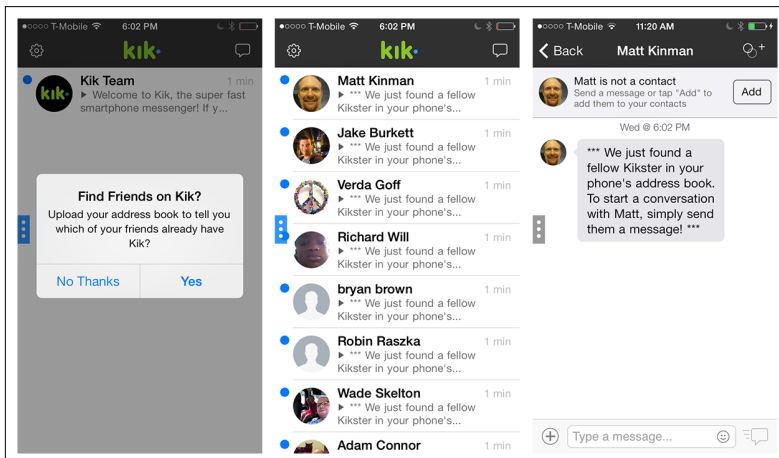 T-Mobile 6:02 PM
kik
Kik Team 1 min
Welcome to Kik, the super fast
smartphone messenger! If y...
kik
Find Friends on Kik?
Upload your address book to tell you
which of your friends already have
Kik?
No Thanks Yes
T-Mobile 6:02 PM
kik
Matt Kinman 1 min
*** We just found a fellow
Kikster in your phone's...
Jake Burkett 1 min
*** We just found a fellow
Kikster in your phone's...
Verda Goff 1 min
*** We just found a fellow
Kikster in your phone's...
Richard Will 1 min
*** We just found a fellow
Kikster in your phone's...
bryan brown 1 min
*** We just found a fellow
Kikster in your phone's...
Robin Raszka 1 min
*** We just found a fellow
Kikster in your phone's...
Wade Skelton 1 min
*** We just found a fellow
Kikster in your phone's...
Adam Connor 1 min
T-Mobile 11:20 AM
Back Matt Kinman
Matt is not a contact
Send a message or tap "Add" to
add them to your contacts
Add
Wed @ 6:02 PM
*** We just found a
fellow Kikster in your
phone's address book.
To start a conversation
with Matt, simply send
them a message! ***
Type a message...